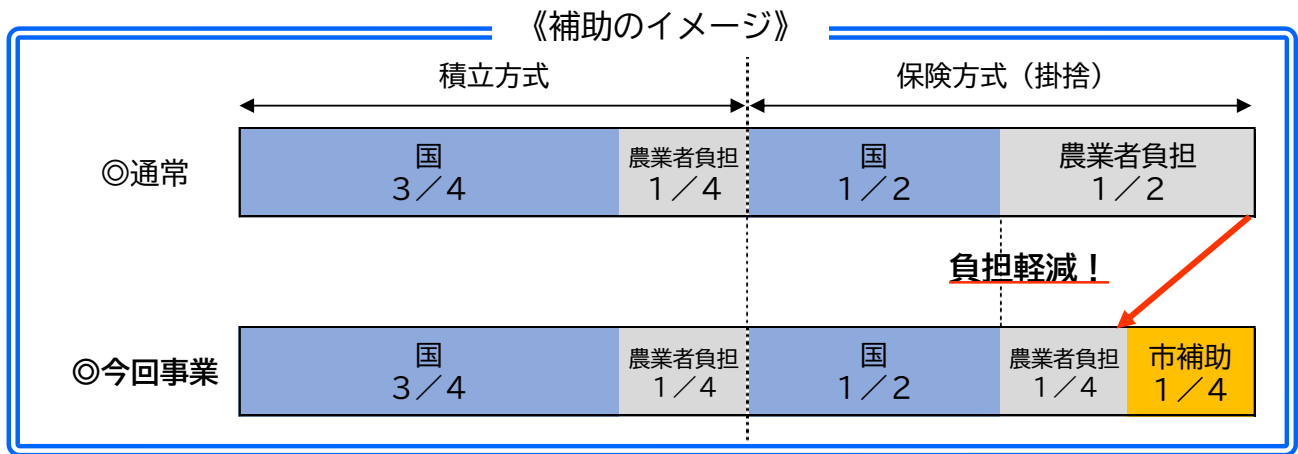 《補助のイメージ》
積立方式
保険方式（掛捨）
◎通常
国
３／４
農業者負担
１／４
国
１／２
農業者負担
１／２
負担軽減！
◎今回事業
国
３／４
農業者負担
１／４
国
１／２
農業者負担
１／４
市補助
１／４